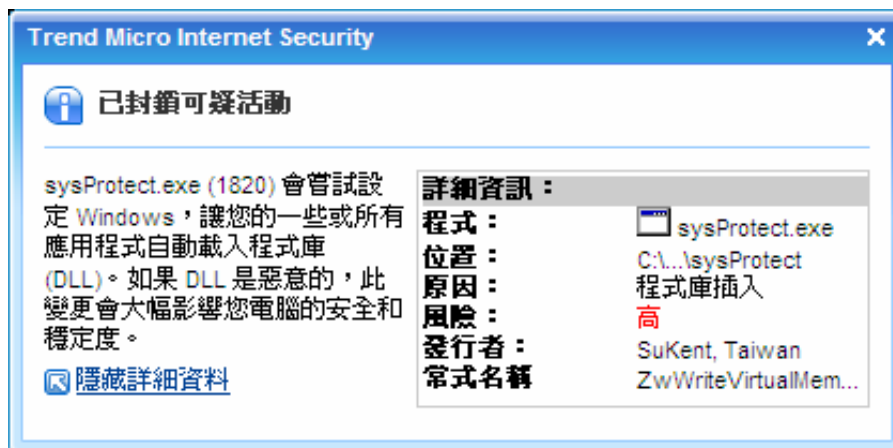 Trend Micro Internet Security
已封鎖可疑活動
sysProtect.exe (1820) 會嘗試設
定 Windows，讓您的一些或所有
應用程式自動載入程式庫
(DLL)。如果 DLL 是惡意的，此
變更會大幅影響您電腦的安全和
穩定度。
隱藏詳細資料
詳細資訊：
程式： sysProtect.exe
位置： C:\...\sysProtect
原因： 程式庫插入
風險： 高
發行者： SuKent, Taiwan
常式名稱 ZwWriteVirtualMem...